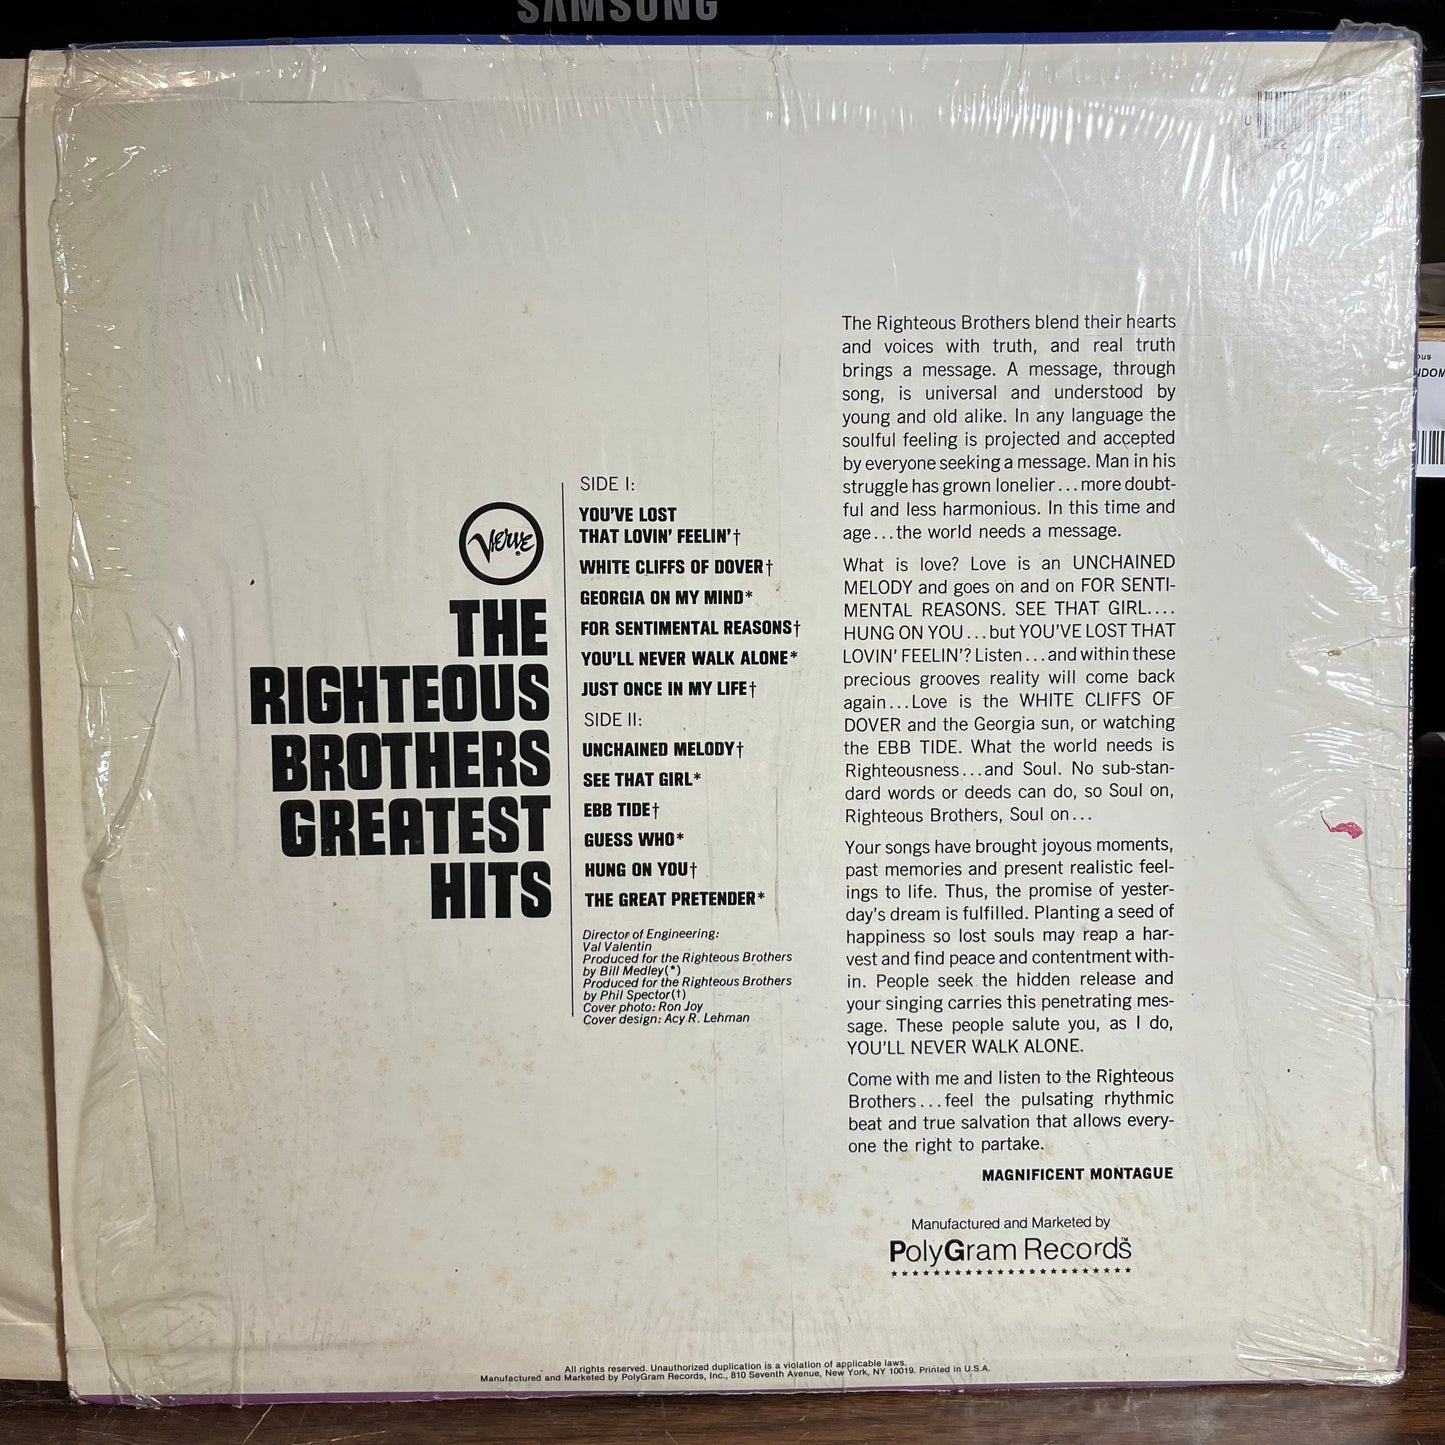 SAMSUNG
Verve
THE
RIGHTEOUS
BROTHERS
GREATEST
HITS
SIDE I:
YOU'VE LOST
THAT LOVIN' FEELIN'†
WHITE CLIFFS OF DOVER†
GEORGIA ON MY MIND*
FOR SENTIMENTAL REASONS†
YOU'LL NEVER WALK ALONE*
JUST ONCE IN MY LIFE†
SIDE II:
UNCHAINED MELODY†
SEE THAT GIRL*
EBB TIDE†
GUESS WHO*
HUNG ON YOU†
THE GREAT PRETENDER*
Director of Engineering:
Val Valentin
Produced for the Righteous Brothers
by Bill Medley(*)
Produced for the Righteous Brothers
by Phil Spector(†)
Cover photo: Ron Joy
Cover design: Acy R. Lehman
The Righteous Brothers blend their hearts
and voices with truth, and real truth
brings a message. A message, through
song, is universal and understood by
young and old alike. In any language the
soulful feeling is projected and accepted
by everyone seeking a message. Man in his
struggle has grown lonelier...more doubt-
ful and less harmonious. In this time and
age...the world needs a message.
What is love? Love is an UNCHAINED
MELODY and goes on and on FOR SENTI-
MENTAL REASONS. SEE THAT GIRL....
HUNG ON YOU...but YOU'VE LOST THAT
LOVIN' FEELIN'? Listen...and within these
precious grooves reality will come back
again...Love is the WHITE CLIFFS OF
DOVER and the Georgia sun, or watching
the EBB TIDE. What the world needs is
Righteousness...and Soul. No sub-stan-
dard words or deeds can do, so Soul on,
Righteous Brothers, Soul on...
Your songs have brought joyous moments,
past memories and present realistic feel-
ings to life. Thus, the promise of yester-
day's dream is fulfilled. Planting a seed of
happiness so lost souls may reap a har-
vest and find peace and contentment with-
in. People seek the hidden release and
your singing carries this penetrating mes-
sage. These people salute you, as I do,
YOU'LL NEVER WALK ALONE.
Come with me and listen to the Righteous
Brothers...feel the pulsating rhythmic
beat and true salvation that allows every-
one the right to partake.
MAGNIFICENT MONTAGUE
Manufactured and Marketed by
PolyGram Records™
All rights reserved. Unauthorized duplication is a violation of applicable laws.
Manufactured and Marketed by PolyGram Records, Inc., 810 Seventh Avenue, New York, NY 10019. Printed in U.S.A.